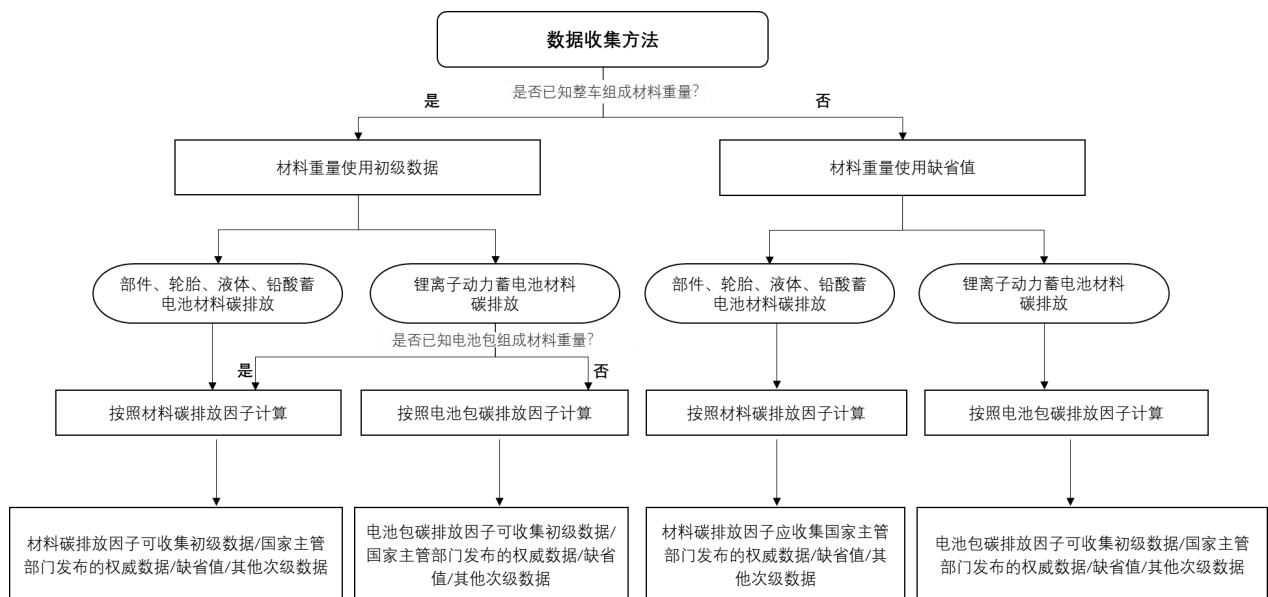 数据收集方法
是否已知整车组成材料重量?
是
否
材料重量使用初级数据
材料重量使用缺省值
部件、轮胎、液体、铅酸蓄
电池材料碳排放
锂离子动力蓄电池材料
碳排放
部件、轮胎、液体、铅酸蓄
电池材料碳排放
锂离子动力蓄电池材料
碳排放
是否已知电池包组成材料重量?
是
否
按照材料碳排放因子计算
按照电池包碳排放因子计算
按照材料碳排放因子计算
按照电池包碳排放因子计算
材料碳排放因子可收集初级数据/国家主管
部门发布的权威数据/缺省值/其他次级数据
电池包碳排放因子可收集初级数据/
国家主管部门发布的权威数据/缺省
值/其他次级数据
材料碳排放因子应收集国家主管
部门发布的权威数据/缺省值/其
他次级数据
电池包碳排放因子可收集初级数据/国家主管
部门发布的权威数据/缺省值/其他次级数据